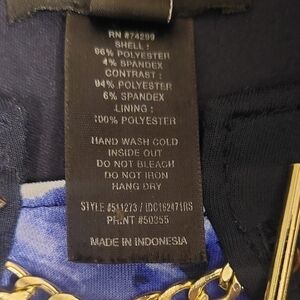 RN #74299
SHELL :
96% POLYESTER
4% SPANDEX
CONTRAST :
94% POLYESTER
6% SPANDEX
LINING :
100% POLYESTER
HAND WASH COLD
INSIDE OUT
DO NOT BLEACH
DO NOT IRON
HANG DRY
STYLE #511273 / IDC162471RS
PRINT #50355
MADE IN INDONESIA